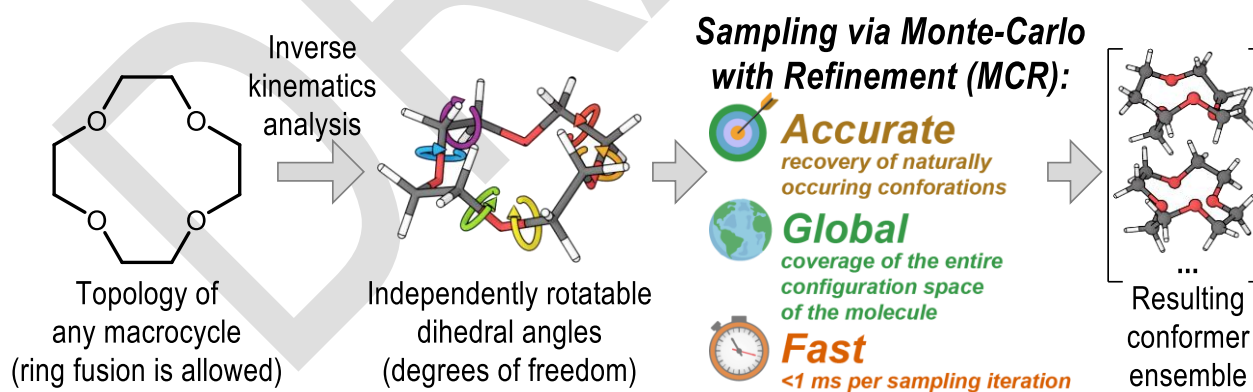 Inverse
kinematics
analysis
O
O
O
O
Topology of
any macrocycle
(ring fusion is allowed)
Independently rotatable
dihedral angles
(degrees of freedom)
Sampling via Monte-Carlo
with Refinement (MCR):
Accurate
recovery of naturally
occuring conforations
Global
coverage of the entire
configuration space
of the molecule
Fast
<1 ms per sampling iteration
...
Resulting
conformer
ensemble